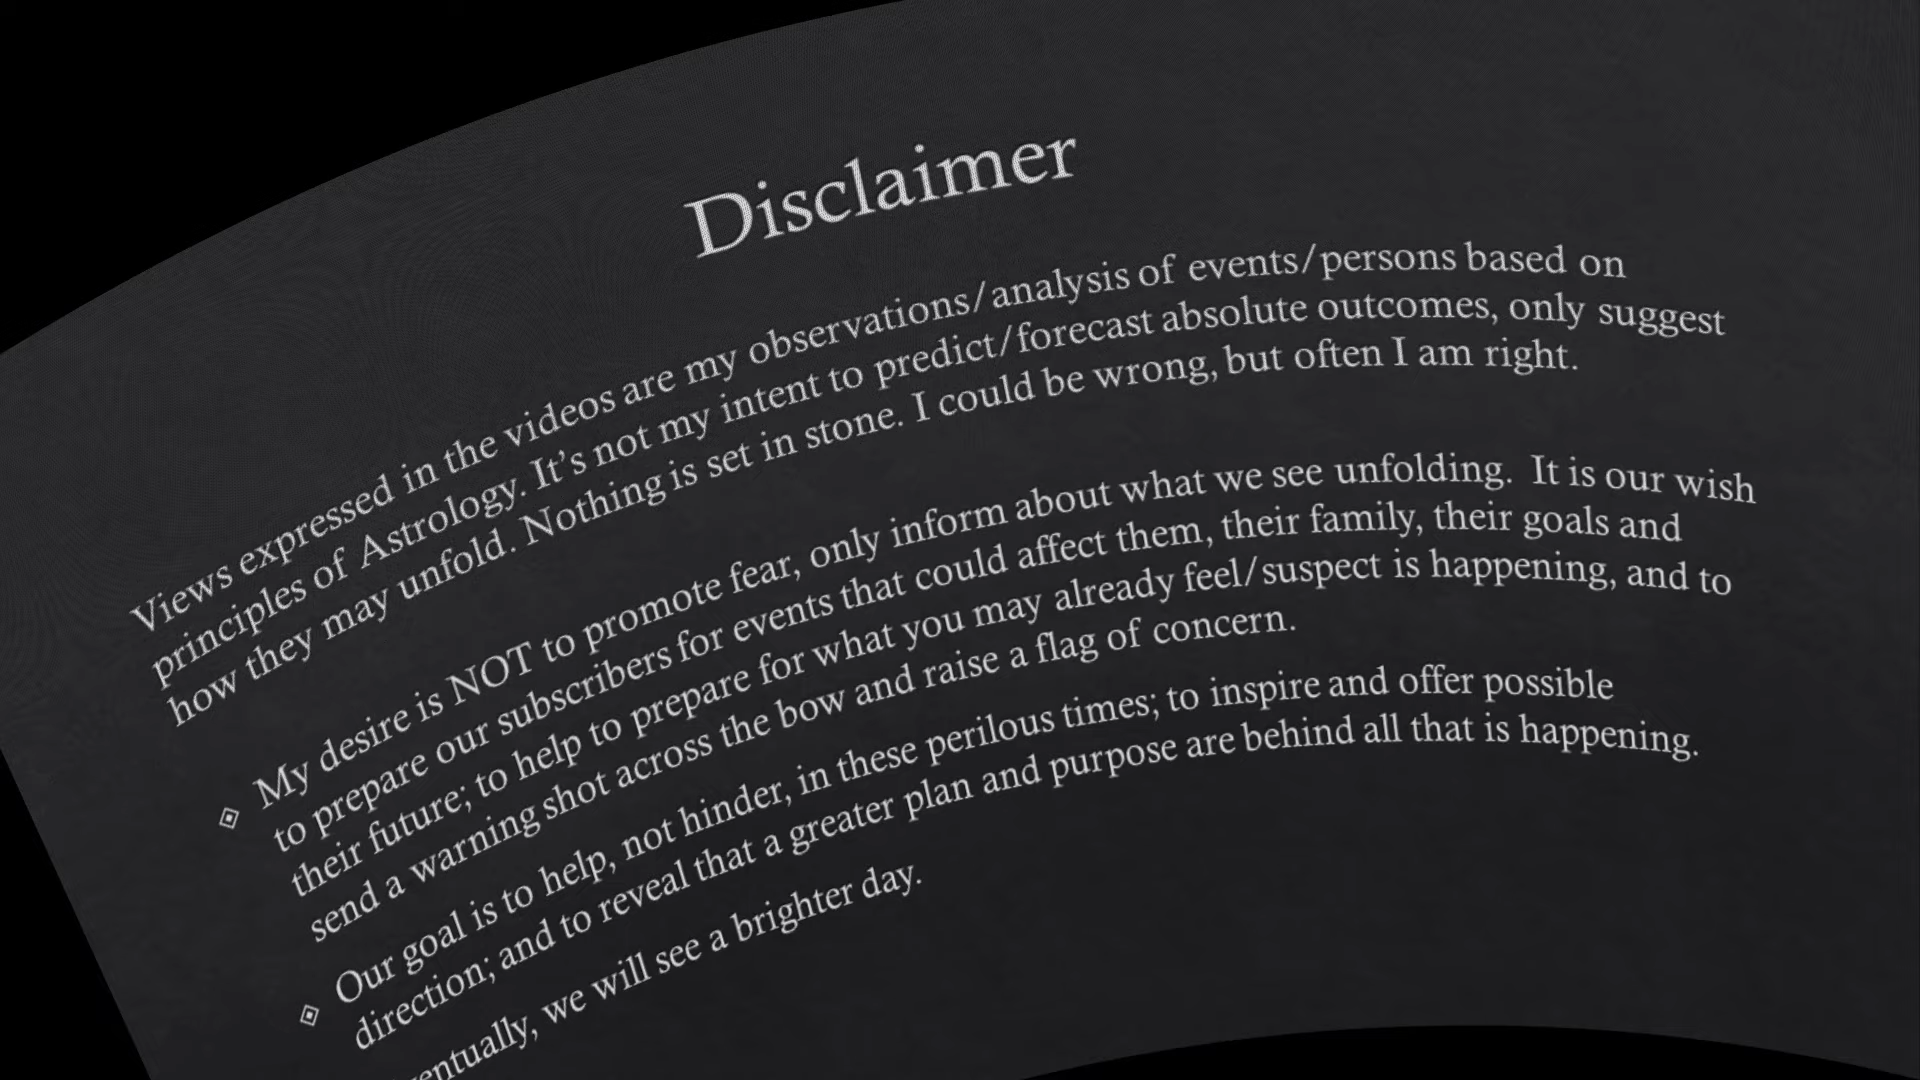 Disclaimer
Views expressed in the videos are my observations/analysis of events/persons based on
principles of Astrology. It's not my intent to predict/forecast absolute outcomes, only suggest
how they may unfold. Nothing is set in stone. I could be wrong, but often I am right.
My desire is NOT to promote fear, only inform about what we see unfolding. It is our wish
to prepare our subscribers for events that could affect them, their family, their goals and
their future; to help to prepare for what you may already feel/suspect is happening, and to
send a warning shot across the bow and raise a flag of concern.
Our goal is to help, not hinder, in these perilous times; to inspire and offer possible
direction; and to reveal that a greater plan and purpose are behind all that is happening.
we will see a brighter day.